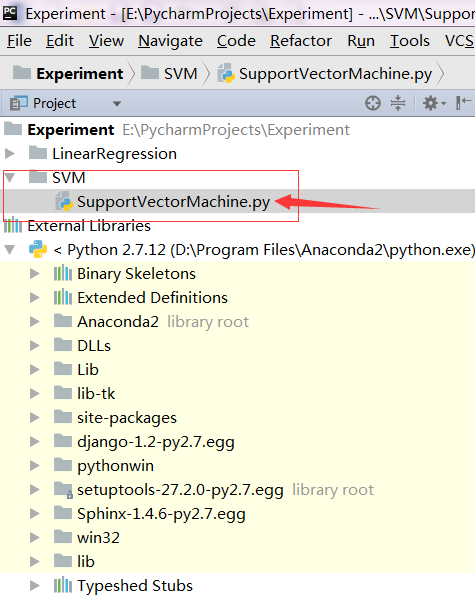 PC Experiment - [E:\PycharmProjects\Experiment] - ...\SVM\Suppor
File Edit View Navigate Code Refactor Run Tools VCS
Experiment SVM SupportVectorMachine.py
Project
Experiment E:\PycharmProjects\Experiment
LinearRegression
SVM
SupportVectorMachine.py
External Libraries
< Python 2.7.12 (D:\Program Files\Anaconda2\python.exe)
Binary Skeletons
Extended Definitions
Anaconda2 library root
DLLs
Lib
lib-tk
site-packages
django-1.2-py2.7.egg
pythonwin
setuptools-27.2.0-py2.7.egg library root
Sphinx-1.4.6-py2.7.egg
win32
lib
Typeshed Stubs